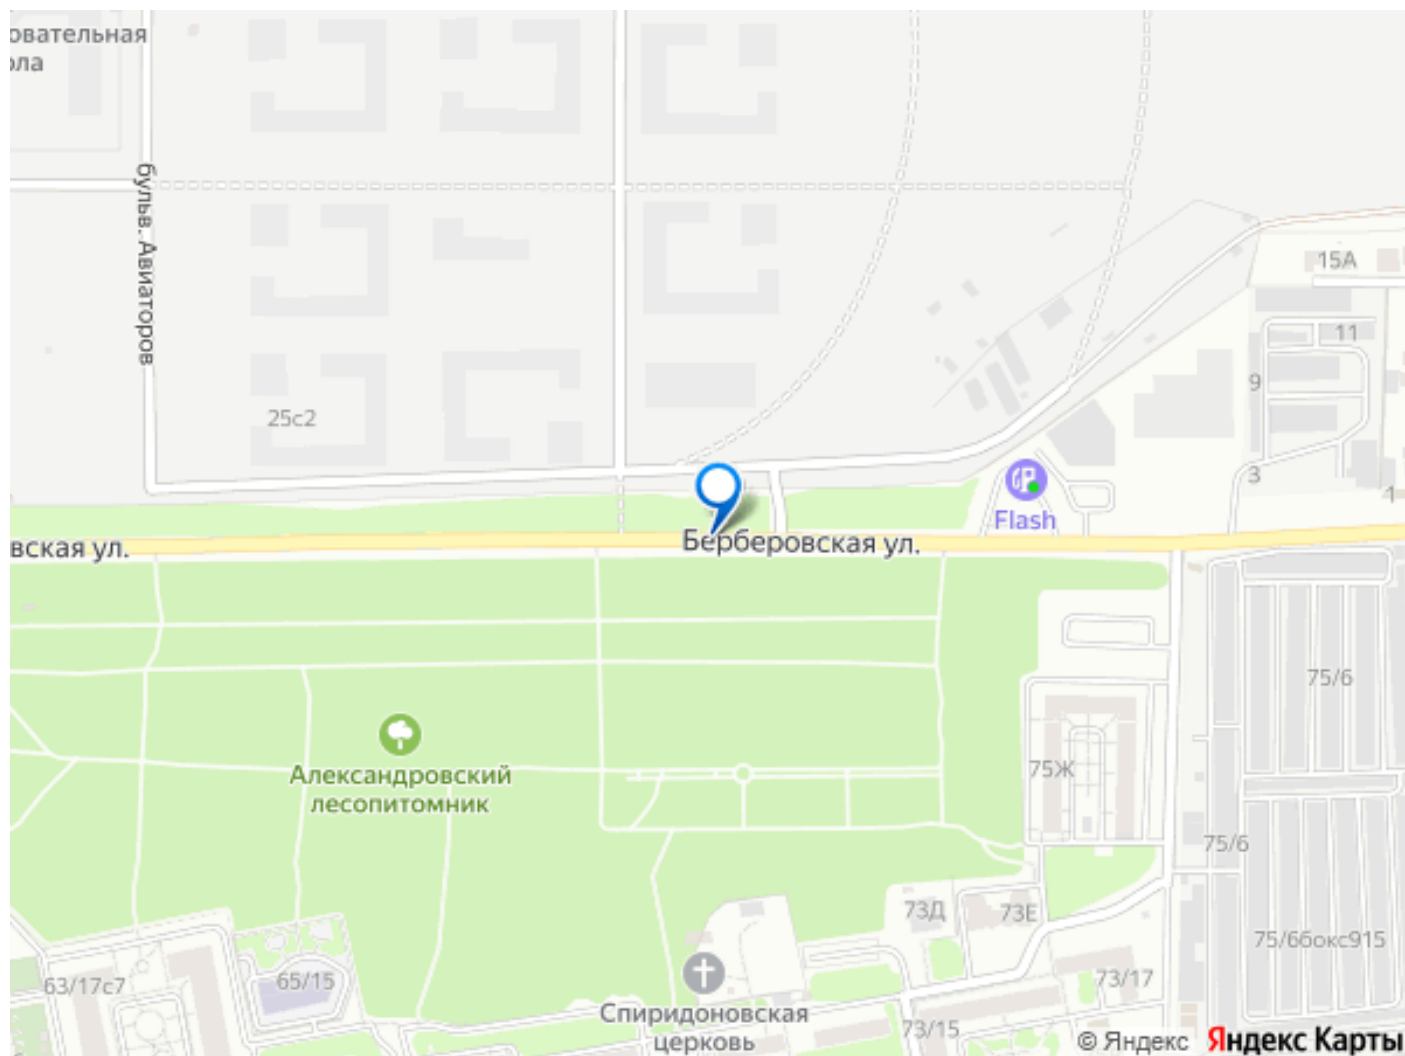 овательная
ола
бульв. Авиаторов
15А
11
9
25с2
3
1
Flash
вская ул.
Берберовская ул.
75/6
Александровский
лесопитомник
75Ж
75/6
73Д
73Е
75/6бокс915
63/17с7
65/15
73/17
Спиридоновская
церковь
73/15
© Яндекс Яндекс Карты